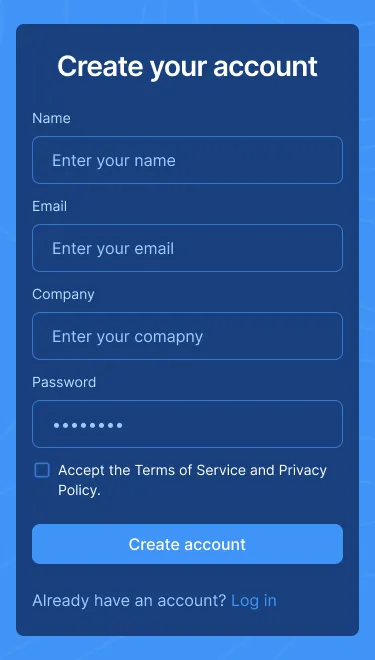 Create your account
Name
Enter your name
Email
Enter your email
Company
Enter your comapny
Password
••••••••
Accept the Terms of Service and Privacy
Policy.
Create account
Already have an account? Log in